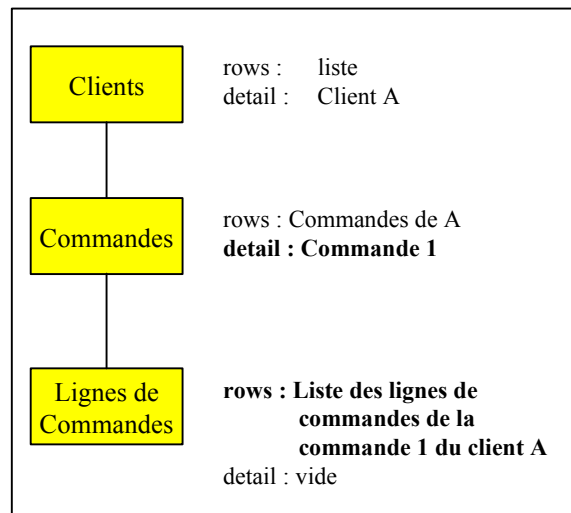 Clients
rows : liste
detail : Client A
Commandes
rows : Commandes de A
detail : Commande 1
Lignes de
Commandes
rows : Liste des lignes de
commandes de la
commande 1 du client A
detail : vide